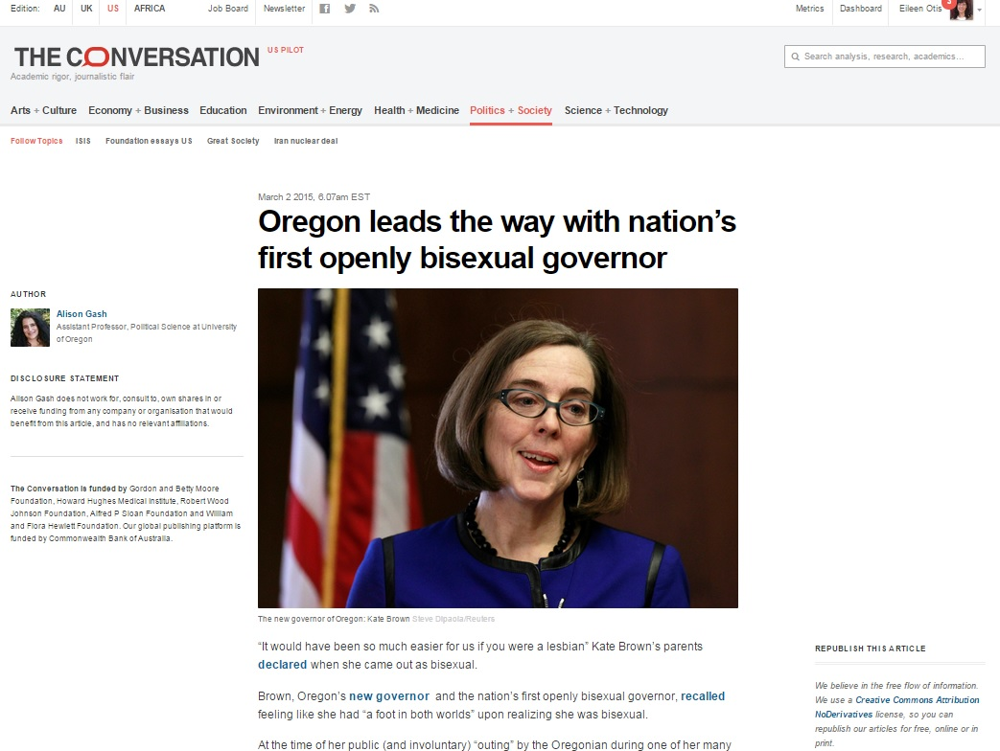 Edition: AU UK US AFRICA Job Board Newsletter Metrics Dashboard Eileen Otis 3
THE CONVERSATION US PILOT
Academic rigor, journalistic flair
Search analysis, research, academics...
Arts + Culture Economy + Business Education Environment + Energy Health + Medicine Politics + Society Science + Technology
Follow Topics ISIS Foundation essays US Great Society Iran nuclear deal
March 2 2015, 6.07am EST
Oregon leads the way with nation’s
first openly bisexual governor
AUTHOR
Alison Gash
Assistant Professor, Political Science at University
of Oregon
DISCLOSURE STATEMENT
Alison Gash does not work for, consult to, own shares in or
receive funding from any company or organisation that would
benefit from this article, and has no relevant affiliations.
The Conversation is funded by Gordon and Betty Moore
Foundation, Howard Hughes Medical Institute, Robert Wood
Johnson Foundation, Alfred P Sloan Foundation and William
and Flora Hewlett Foundation. Our global publishing platform is
funded by Commonwealth Bank of Australia.
The new governor of Oregon: Kate Brown Steve Dipaola/Reuters
“It would have been so much easier for us if you were a lesbian” Kate Brown’s parents
declared when she came out as bisexual.
Brown, Oregon’s new governor and the nation’s first openly bisexual governor, recalled
feeling like she had “a foot in both worlds” upon realizing she was bisexual.
At the time of her public (and involuntary) “outing” by the Oregonian during one of her many
REPUBLISH THIS ARTICLE
We believe in the free flow of information.
We use a Creative Commons Attribution
NoDerivatives license, so you can
republish our articles for free, online or in
print.